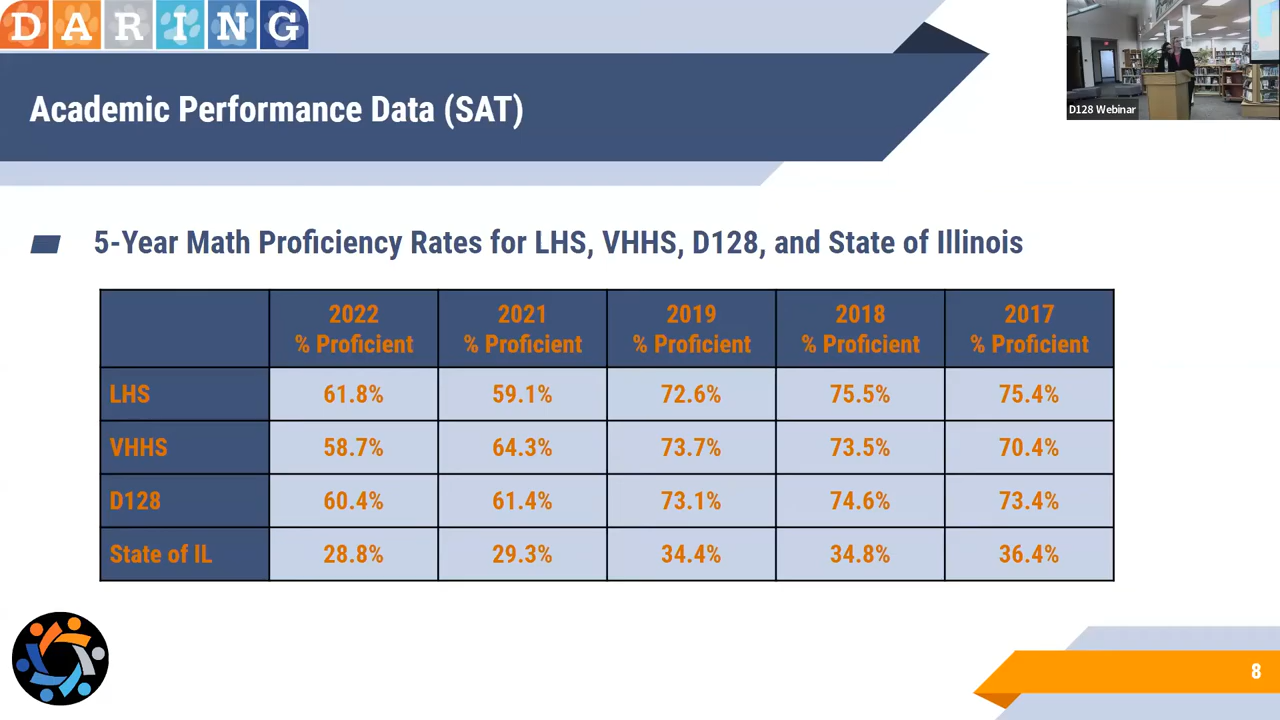 DARING
Academic Performance Data (SAT)
D128 Webinar
5-Year Math Proficiency Rates for LHS, VHHS, D128, and State of Illinois
2022 2021 2019 2018 2017
% Proficient % Proficient % Proficient % Proficient % Proficient
LHS 61.8% 59.1% 72.6% 75.5% 75.4%
VHHS 58.7% 64.3% 73.7% 73.5% 70.4%
D128 60.4% 61.4% 73.1% 74.6% 73.4%
State of IL 28.8% 29.3% 34.4% 34.8% 36.4%
8